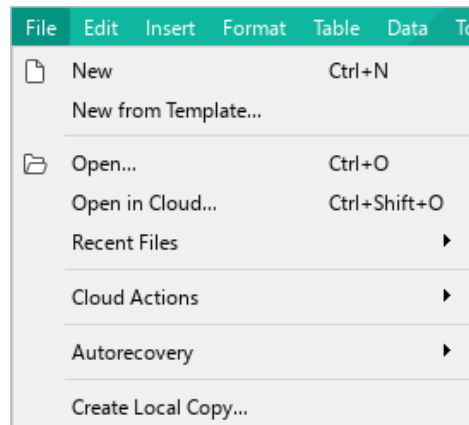 File Edit Insert Format Table Data
New Ctrl+N
New from Template...
Open... Ctrl+O
Open in Cloud... Ctrl+Shift+O
Recent Files
Cloud Actions
Autorecovery
Create Local Copy...